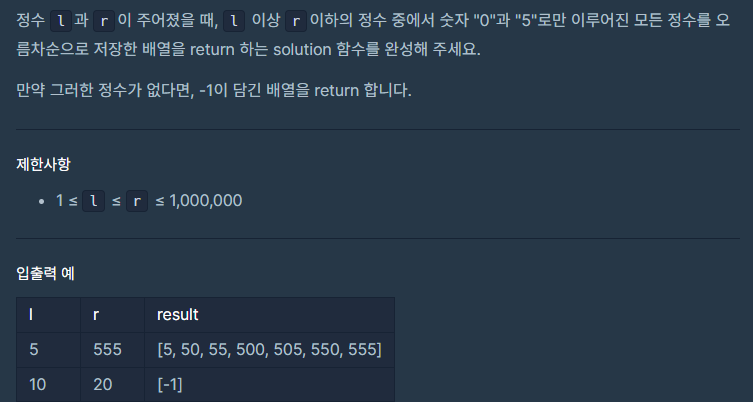 정수 l 과 r 이 주어졌을 때, l 이상 r 이하의 정수 중에서 숫자 "0"과 "5"로만 이루어진 모든 정수를 오
름차순으로 저장한 배열을 return 하는 solution 함수를 완성해 주세요.
만약 그러한 정수가 없다면, -1이 담긴 배열을 return 합니다.
제한사항
• 1 ≤ l ≤ r ≤ 1,000,000
입출력 예
l r result
5 555 [5, 50, 55, 500, 505, 550, 555]
10 20 [-1]